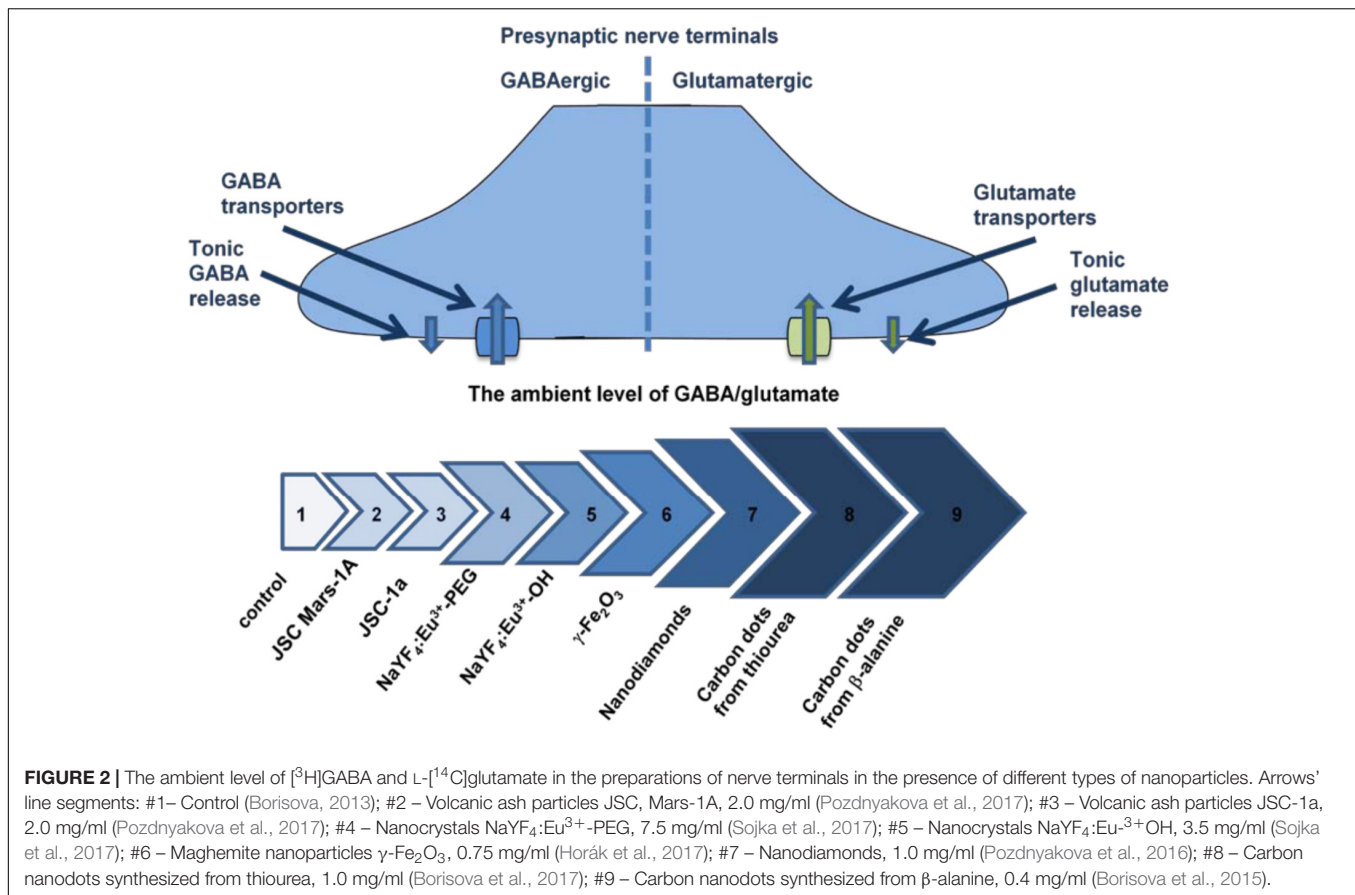 Presynaptic nerve terminals
GABAergic
Glutamatergic
GABA
transporters
Tonic
GABA
release
Glutamate
transporters
Tonic
glutamate
release
The ambient level of GABA/glutamate
1
2
3
4
5
6
7
8
9
control
JSC Mars-1A
JSC-1a
NaYF₄:Eu³⁺-PEG
NaYF₄:Eu³⁺-OH
γ-Fe₂O₃
Nanodiamonds
Carbon dots
from thiourea
Carbon dots
from β-alanine
FIGURE 2 | The ambient level of [³H]GABA and L-[¹⁴C]glutamate in the preparations of nerve terminals in the presence of different types of nanoparticles. Arrows’
line segments: #1– Control (Borisova, 2013); #2 – Volcanic ash particles JSC, Mars-1A, 2.0 mg/ml (Pozdnyakova et al., 2017); #3 – Volcanic ash particles JSC-1a,
2.0 mg/ml (Pozdnyakova et al., 2017); #4 – Nanocrystals NaYF₄:Eu³⁺-PEG, 7.5 mg/ml (Sojka et al., 2017); #5 – Nanocrystals NaYF₄:Eu-³⁺OH, 3.5 mg/ml (Sojka
et al., 2017); #6 – Maghemite nanoparticles γ-Fe₂O₃, 0.75 mg/ml (Horák et al., 2017); #7 – Nanodiamonds, 1.0 mg/ml (Pozdnyakova et al., 2016); #8 – Carbon
nanodots synthesized from thiourea, 1.0 mg/ml (Borisova et al., 2017); #9 – Carbon nanodots synthesized from β-alanine, 0.4 mg/ml (Borisova et al., 2015).